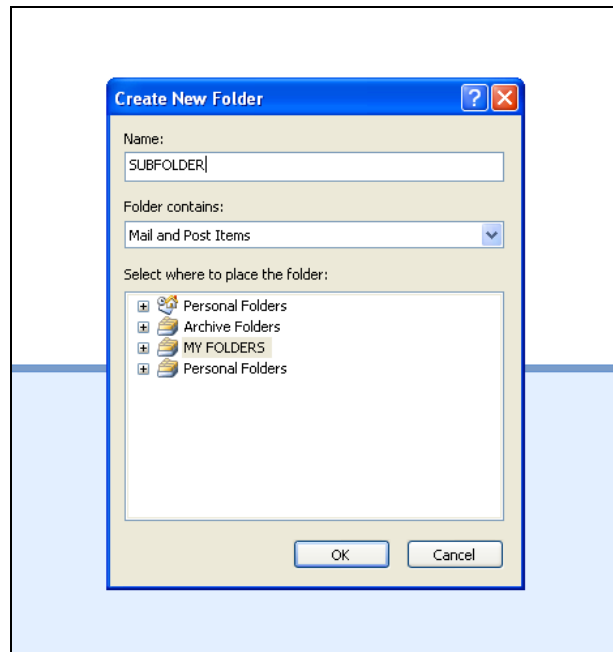 Create New Folder
Name:
SUBFOLDER
Folder contains:
Mail and Post Items
Select where to place the folder:
Personal Folders
Archive Folders
MY FOLDERS
Personal Folders
OK Cancel